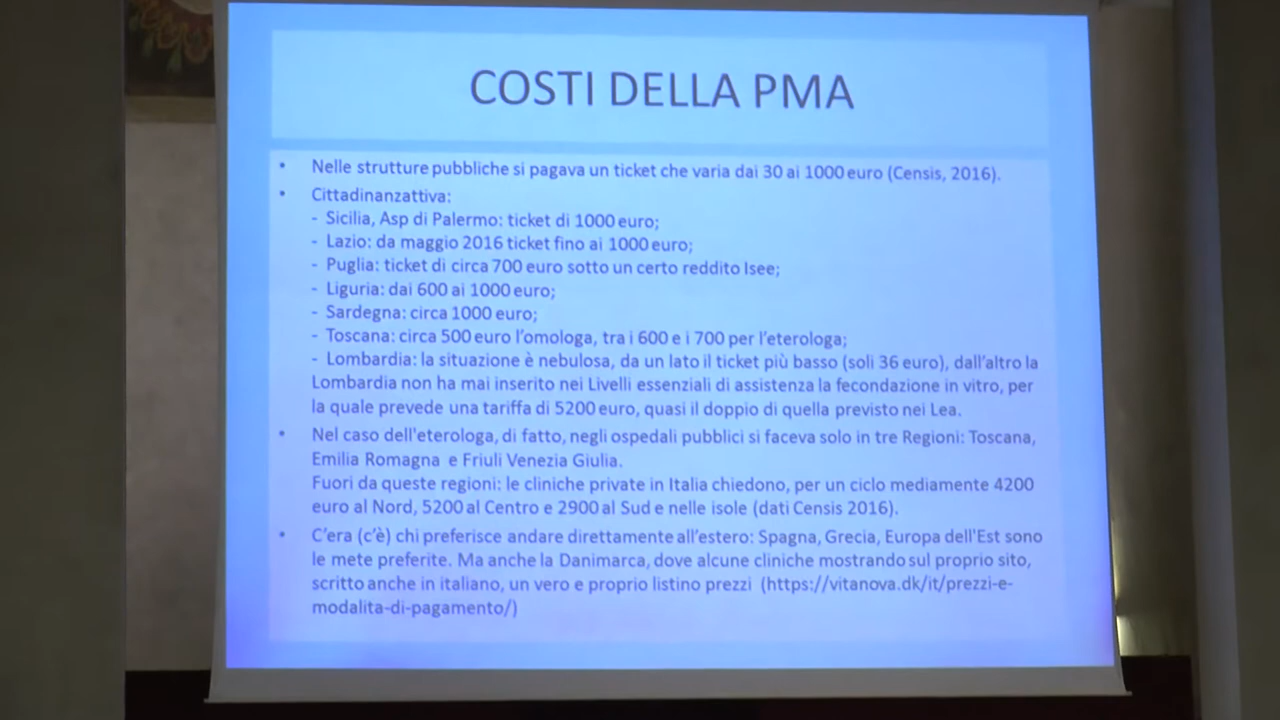 COSTI DELLA PMA
• Nelle strutture pubbliche si pagava un ticket che varia dai 30 ai 1000 euro (Censis, 2016).
• Cittadinanzattiva:
- Sicilia, Asp di Palermo: ticket di 1000 euro;
- Lazio: da maggio 2016 ticket fino ai 1000 euro;
- Puglia: ticket di circa 700 euro sotto un certo reddito Isee;
- Liguria: dai 600 ai 1000 euro;
- Sardegna: circa 1000 euro;
- Toscana: circa 500 euro l'omologa, tra i 600 e i 700 per l'eterologa;
- Lombardia: la situazione è nebulosa, da un lato il ticket più basso (soli 36 euro), dall'altro la
Lombardia non ha mai inserito nei Livelli essenziali di assistenza la fecondazione in vitro, per
la quale prevede una tariffa di 5200 euro, quasi il doppio di quella previsto nei Lea.
• Nel caso dell'eterologa, di fatto, negli ospedali pubblici si faceva solo in tre Regioni: Toscana,
Emilia Romagna e Friuli Venezia Giulia.
Fuori da queste regioni: le cliniche private in Italia chiedono, per un ciclo mediamente 4200
euro al Nord, 5200 al Centro e 2900 al Sud e nelle isole (dati Censis 2016).
• C'era (c'è) chi preferisce andare direttamente all'estero: Spagna, Grecia, Europa dell'Est sono
le mete preferite. Ma anche la Danimarca, dove alcune cliniche mostrando sul proprio sito,
scritto anche in italiano, un vero e proprio listino prezzi (https://vitanova.dk/it/prezzi-e-
modalita-di-pagamento/)